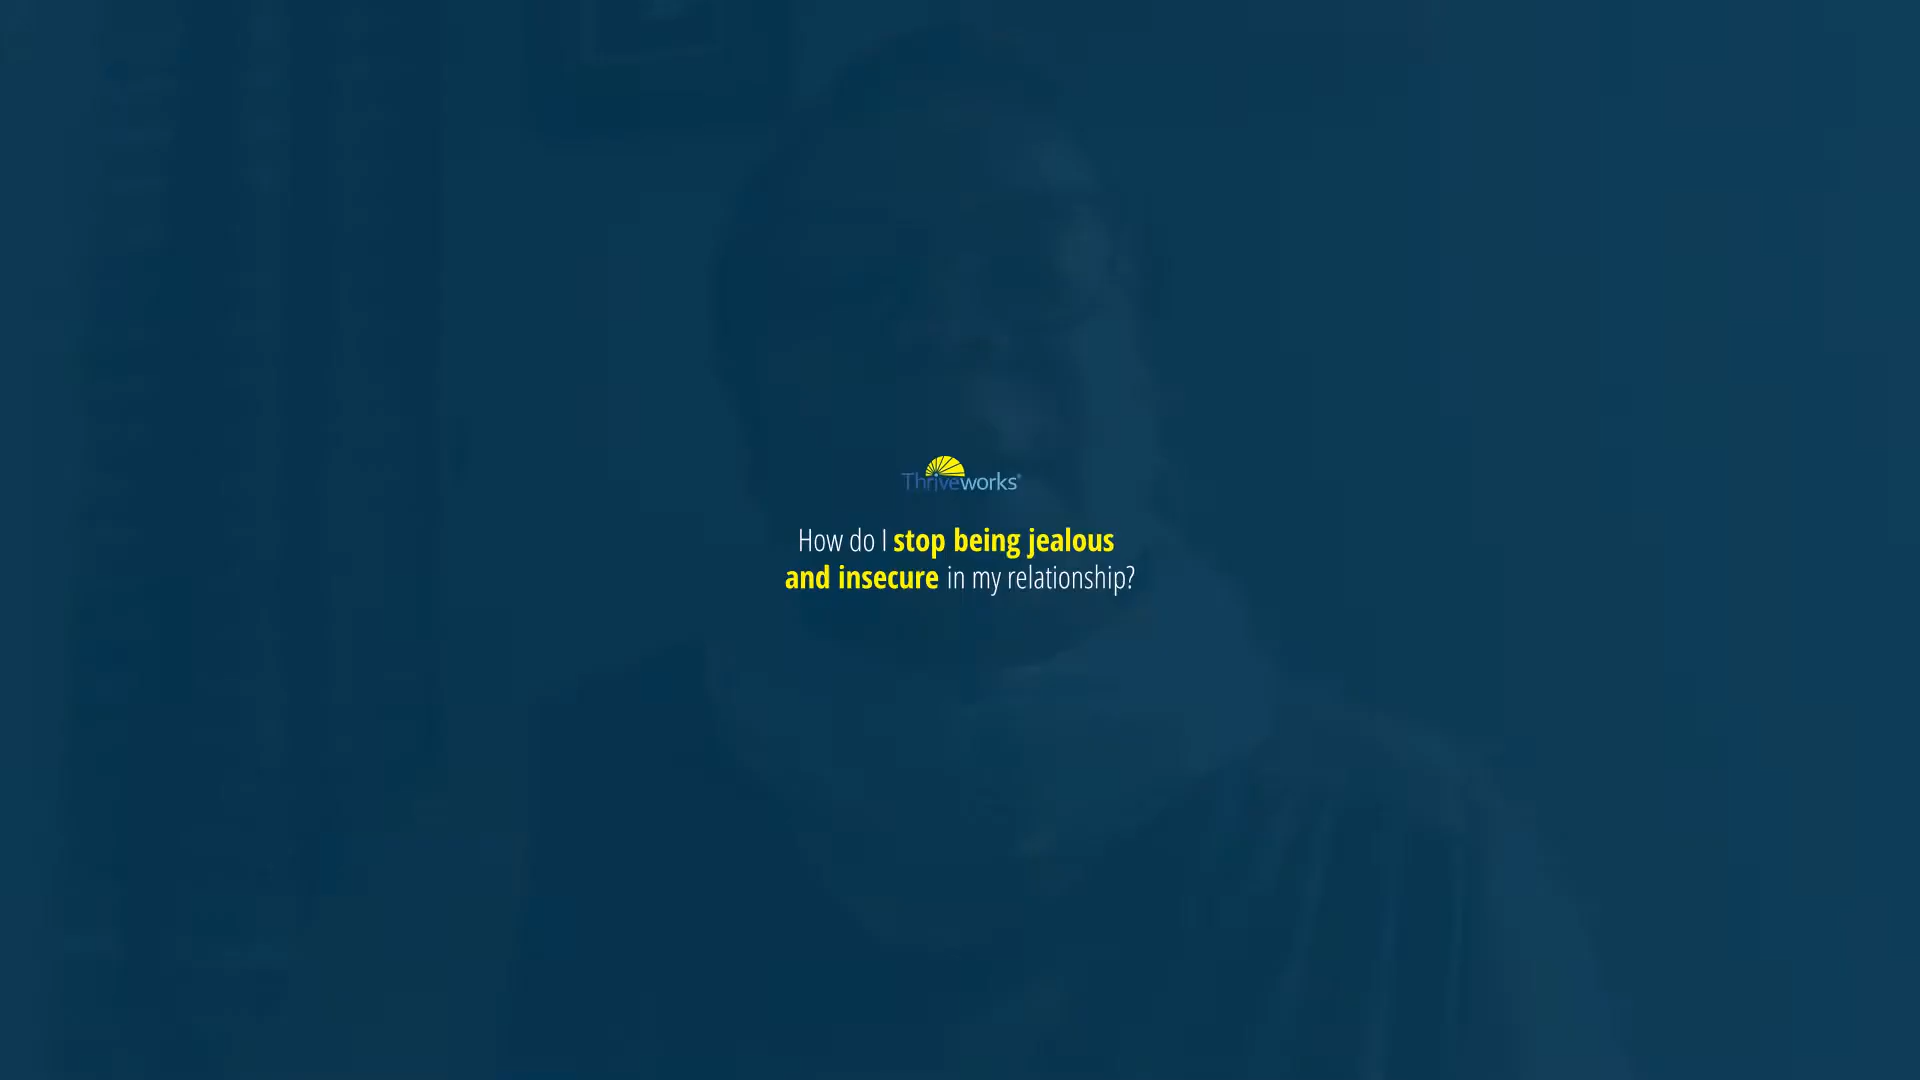 Thriveworks®
How do I stop being jealous
and insecure in my relationship?